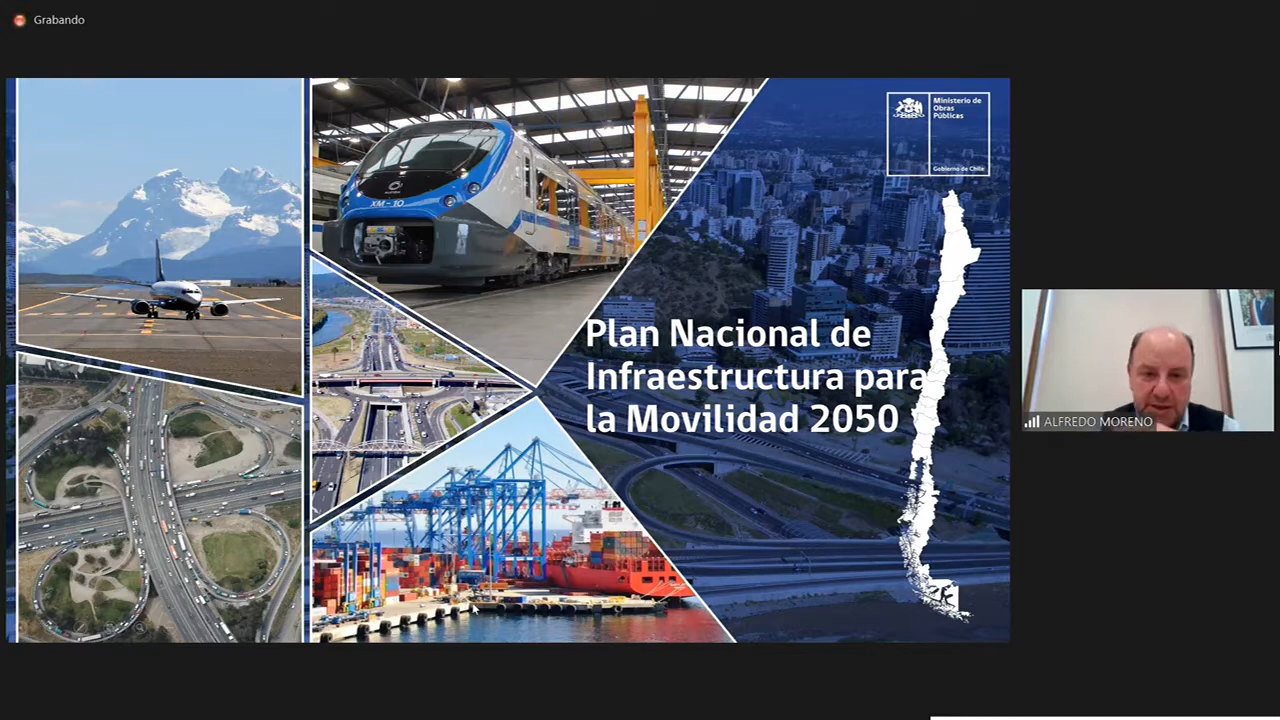 Grabando
Ministerio de
Obras
Públicas
Gobierno de Chile
XM-10
Plan Nacional de
Infraestructura para
la Movilidad 2050
ALFREDO MORENO